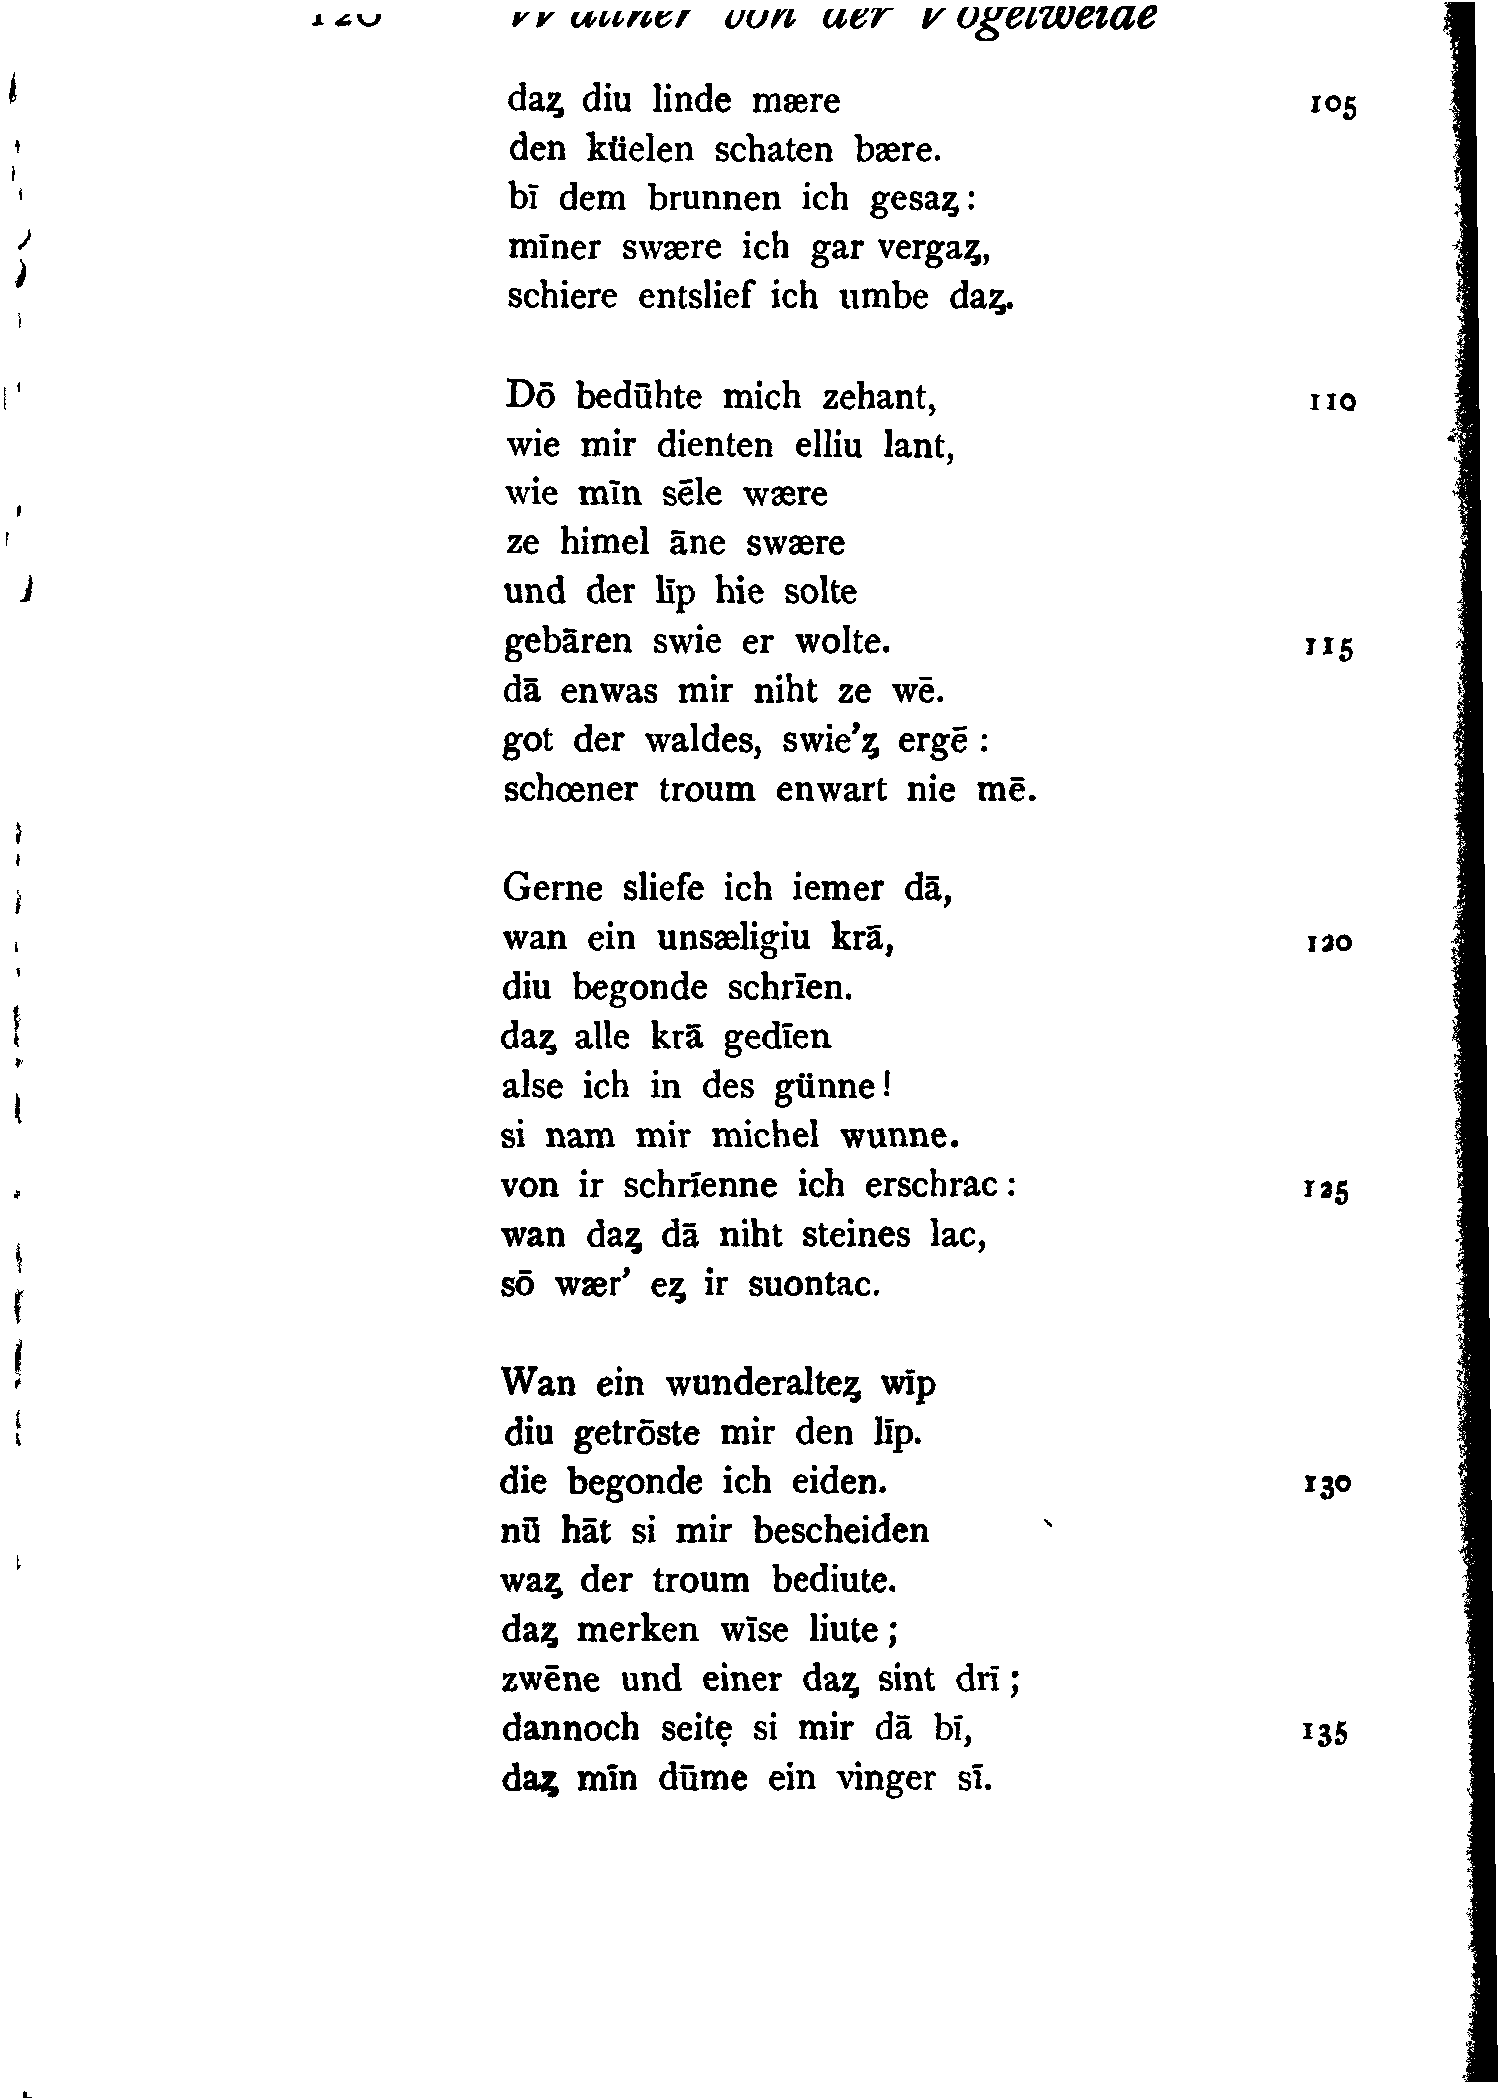 Walther von der Vogelweide
daȥ diu linde mære 105
den küelen schaten bære.
bī dem brunnen ich gesaȥ:
mīner swære ich gar vergaȥ,
schiere entslief ich umbe daȥ.
Dō bedūhte mich zehant, 110
wie mir dienten elliu lant,
wie mīn sēle wære
ze himel āne swære
und der līp hie solte
gebāren swie er wolte. 115
dā enwas mir niht ze wē.
got der waldes, swie'ȥ ergē:
schœner troum enwart nie mē.
Gerne sliefe ich iemer dā,
wan ein unsæligiu krā, 120
diu begonde schrīen.
daȥ alle krā gedīen
alse ich in des günne!
si nam mir michel wunne.
von ir schrīenne ich erschrac: 125
wan daȥ dā niht steines lac,
sō wær' eȥ ir suontac.
Wan ein wunderalteȥ wīp
diu getrōste mir den līp.
die begonde ich eiden. 130
nū hāt si mir bescheiden
waȥ der troum bediute.
daȥ merken wīse liute;
zwēne und einer daȥ sint drī;
dannoch seitẹ si mir dā bī, 135
daȥ mīn dūme ein vinger sī.